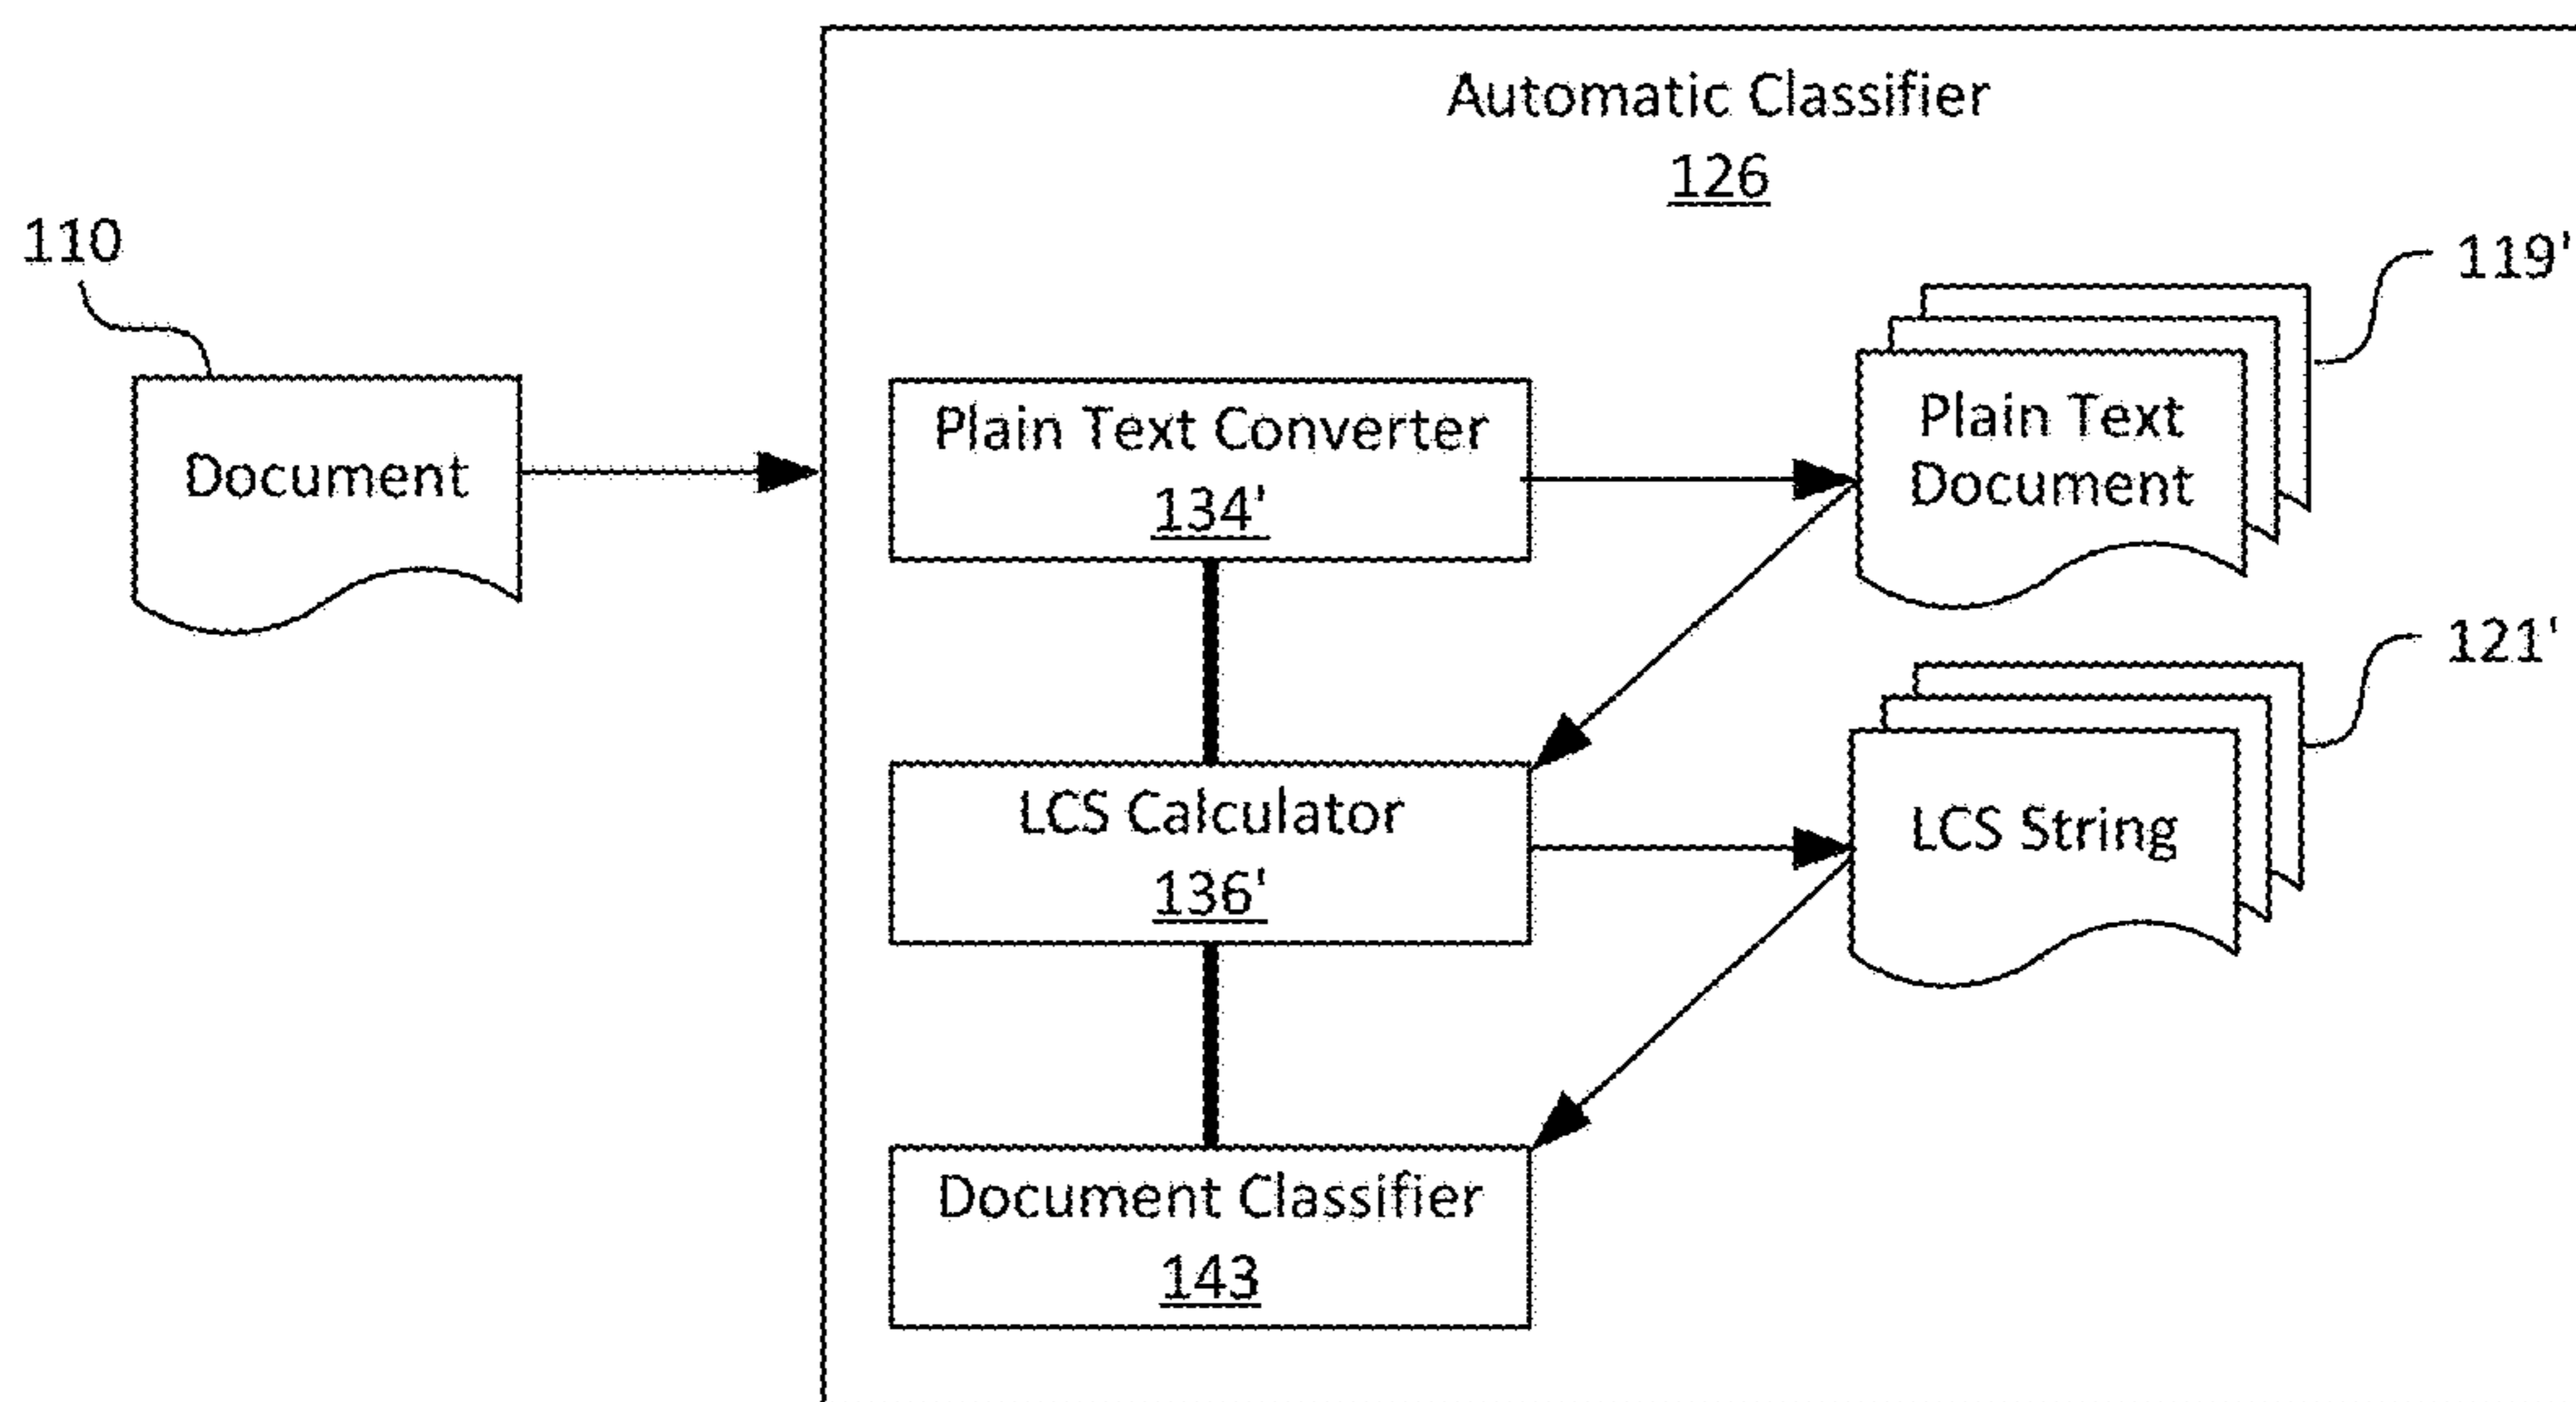 Automatic Classifier
126
110
119'
Document
Plain Text Converter
134'
Plain Text
Document
121'
LCS Calculator
136'
LCS String
Document Classifier
143